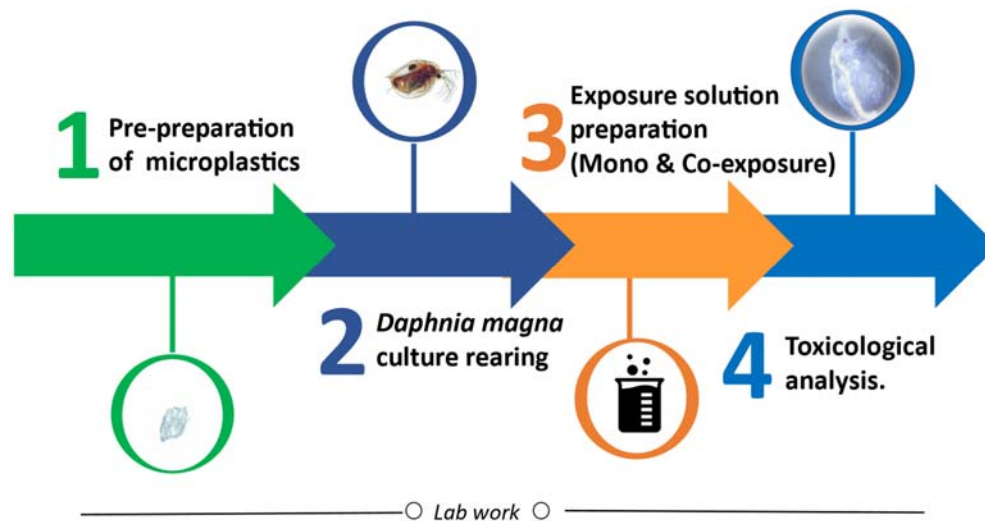 1
Pre-preparation
of microplastics
2
Daphnia magna
culture rearing
3
Exposure solution
preparation
(Mono & Co-exposure)
4
Toxicological
analysis.
Lab work